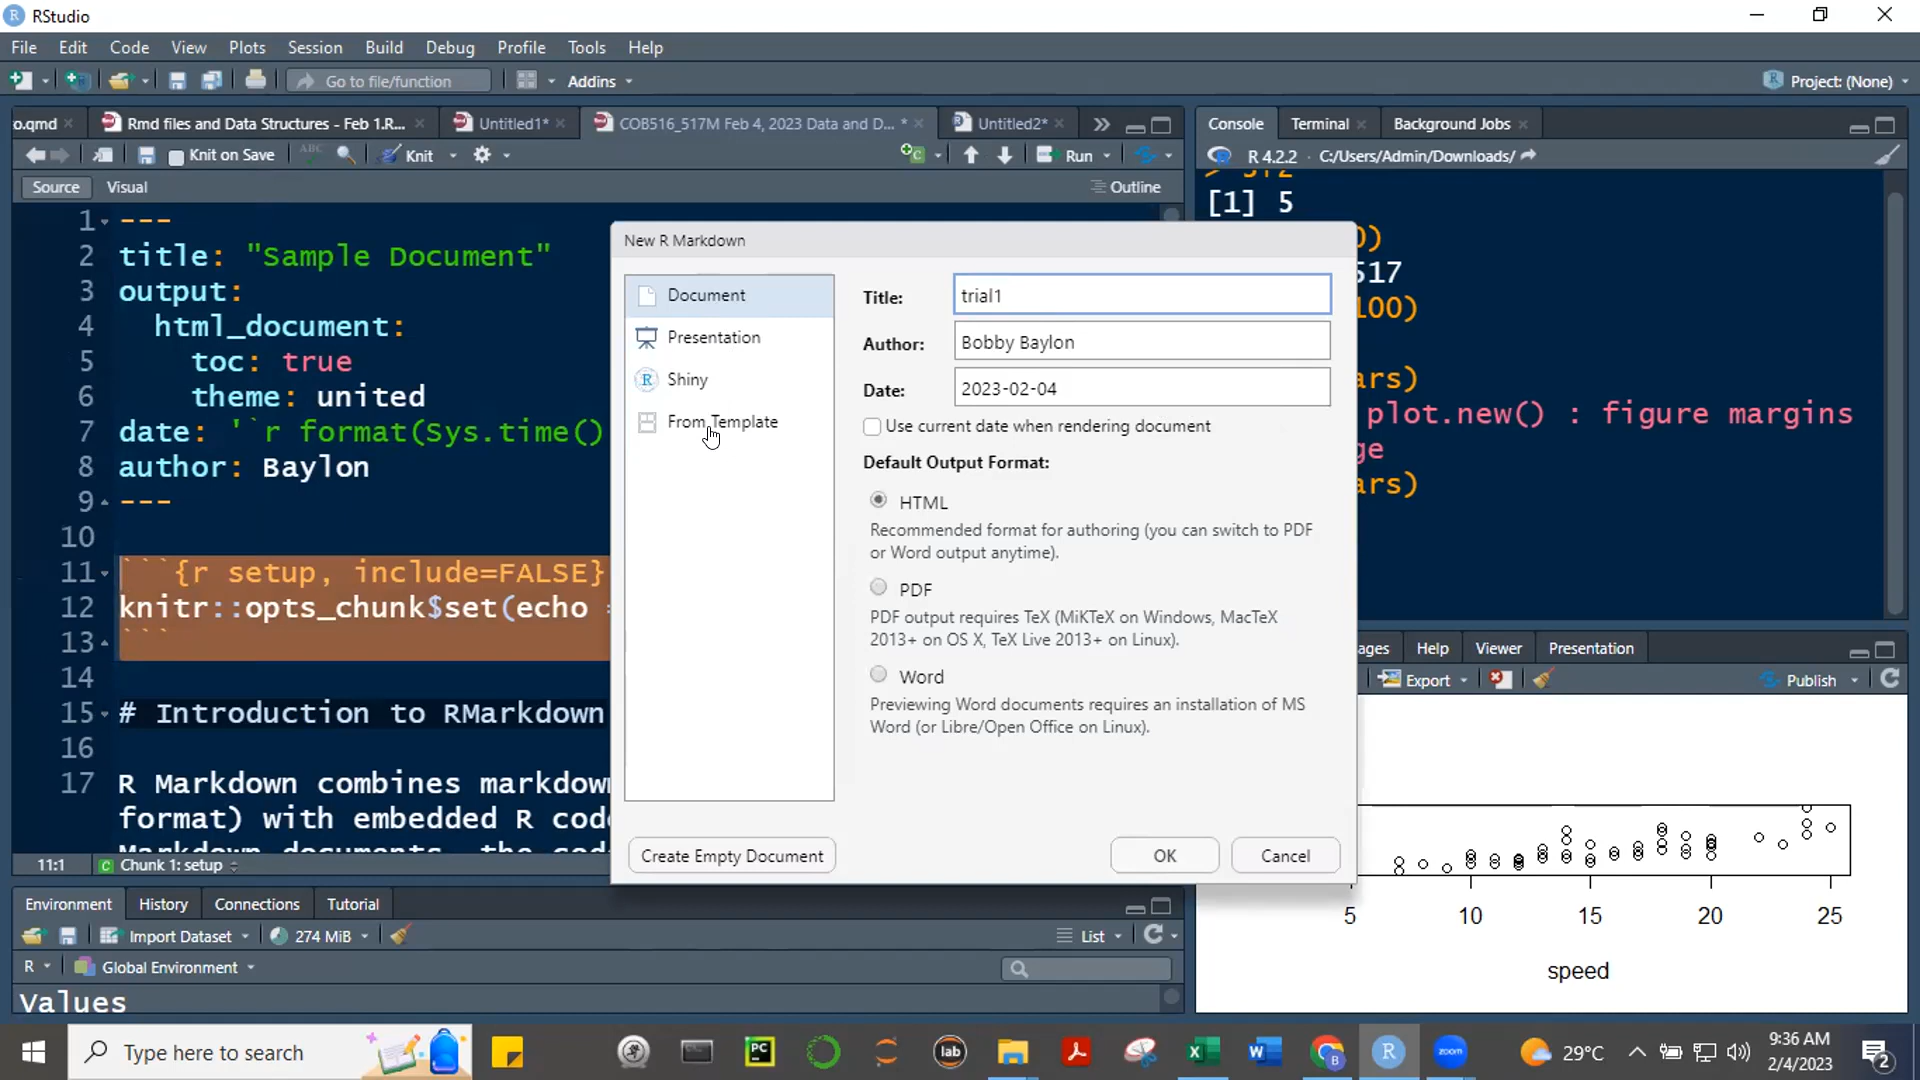 RStudio
File Edit Code View Plots Session Build Debug Profile Tools Help
Go to file/function Addins Project: (None)
o.qmd Rmd files and Data Structures - Feb 1.R... Untitled1* COB516_517M Feb 4, 2023 Data and D... * Untitled2*
Knit on Save ABC Knit Run
Source Visual Outline
1 ---
2 title: "Sample Document"
3 output:
4 html_document:
5 toc: true
6 theme: united
7 date: '`r format(Sys.time()
8 author: Baylon
9 ---
10
11 ```{r setup, include=FALSE}
12 knitr::opts_chunk$set(echo =
13 ```
14
15 # Introduction to RMarkdown
16
17 R Markdown combines markdown
format) with embedded R cod
11:1 Chunk 1: setup
New R Markdown
Document
Presentation
Shiny
From Template
Title: trial1
Author: Bobby Baylon
Date: 2023-02-04
Use current date when rendering document
Default Output Format:
HTML
Recommended format for authoring (you can switch to PDF
or Word output anytime).
PDF
PDF output requires TeX (MiKTeX on Windows, MacTeX
2013+ on OS X, TeX Live 2013+ on Linux).
Word
Previewing Word documents requires an installation of MS
Word (or Libre/Open Office on Linux).
Create Empty Document OK Cancel
Console Terminal Background Jobs
R 4.2.2 · C:/Users/Admin/Downloads/
[1] 5
0)
517
100)
ars)
plot.new() : figure margins
ge
ars)
ages Help Viewer Presentation
Export Publish
5 10 15 20 25
speed
Environment History Connections Tutorial
Import Dataset 274 MiB List
R Global Environment
Values
Type here to search
PC
lab
zoom
29°C
9:36 AM
2/4/2023
2